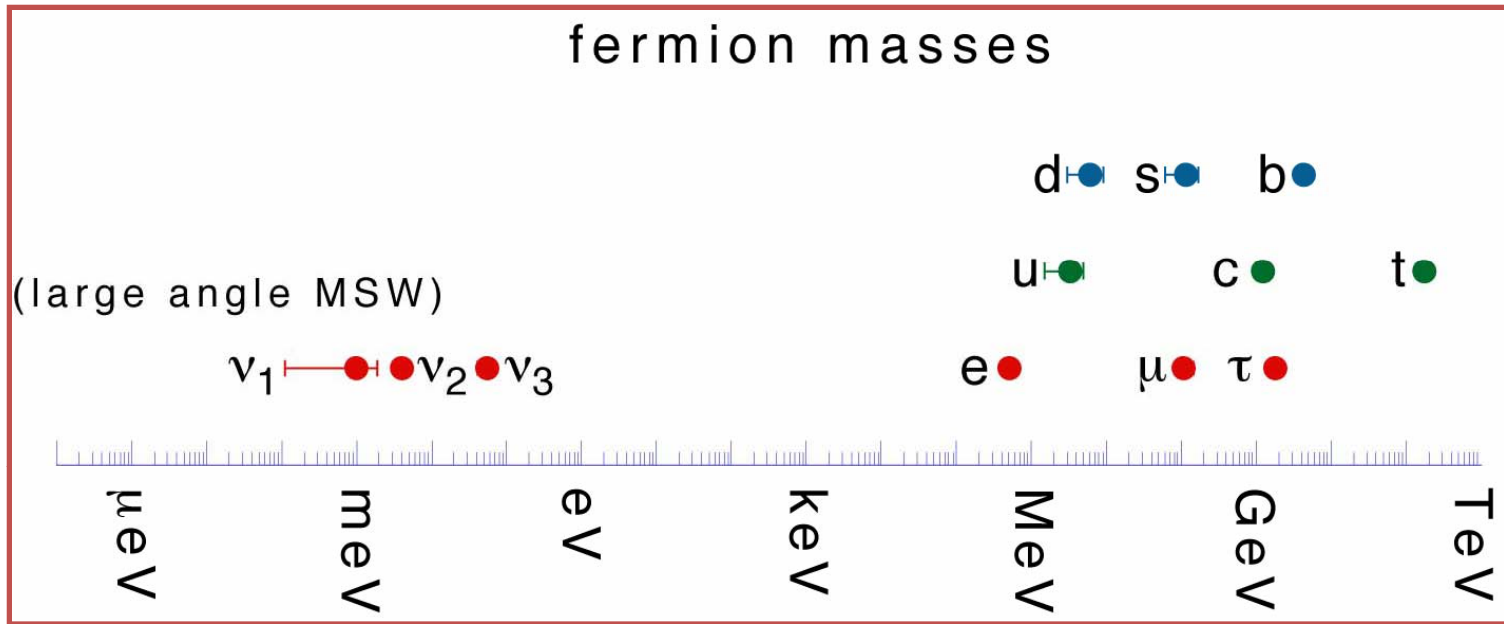 fermion masses
d s b
u c t
(large angle MSW)
ν1 ν2 ν3 e μ τ
μeV meV eV keV MeV GeV TeV